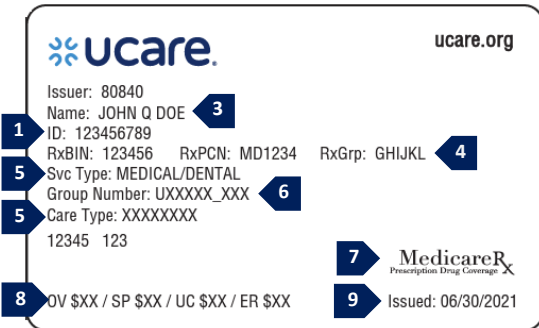 ucare. ucare.org
Issuer: 80840
Name: JOHN Q DOE 3
1 ID: 123456789
RxBIN: 123456 RxPCN: MD1234 RxGrp: GHIJKL 4
5 Svc Type: MEDICAL/DENTAL
Group Number: UXXXXX_XXX 6
5 Care Type: XXXXXXXX
12345 123
7 MedicareRx
Prescription Drug Coverage
8 OV $XX / SP $XX / UC $XX / ER $XX 9 Issued: 06/30/2021